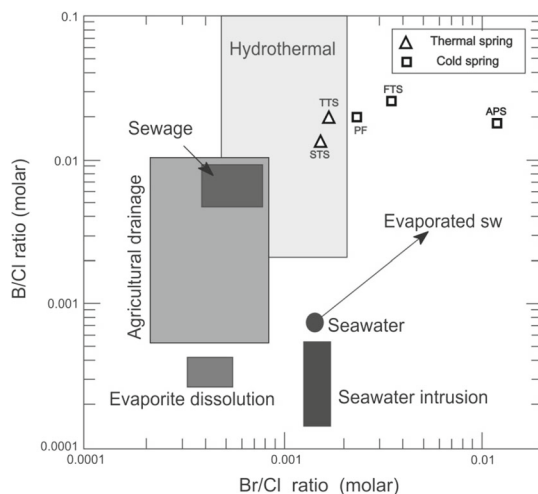 0.1
Hydrothermal
Thermal spring
Cold spring
FTS
TTS
PF
APS
STS
Sewage
0.01
B/Cl ratio (molar)
Agricultural drainage
Evaporated sw
0.001
Seawater
Evaporite dissolution
Seawater intrusion
0.0001
0.0001
0.001
0.01
Br/Cl ratio (molar)